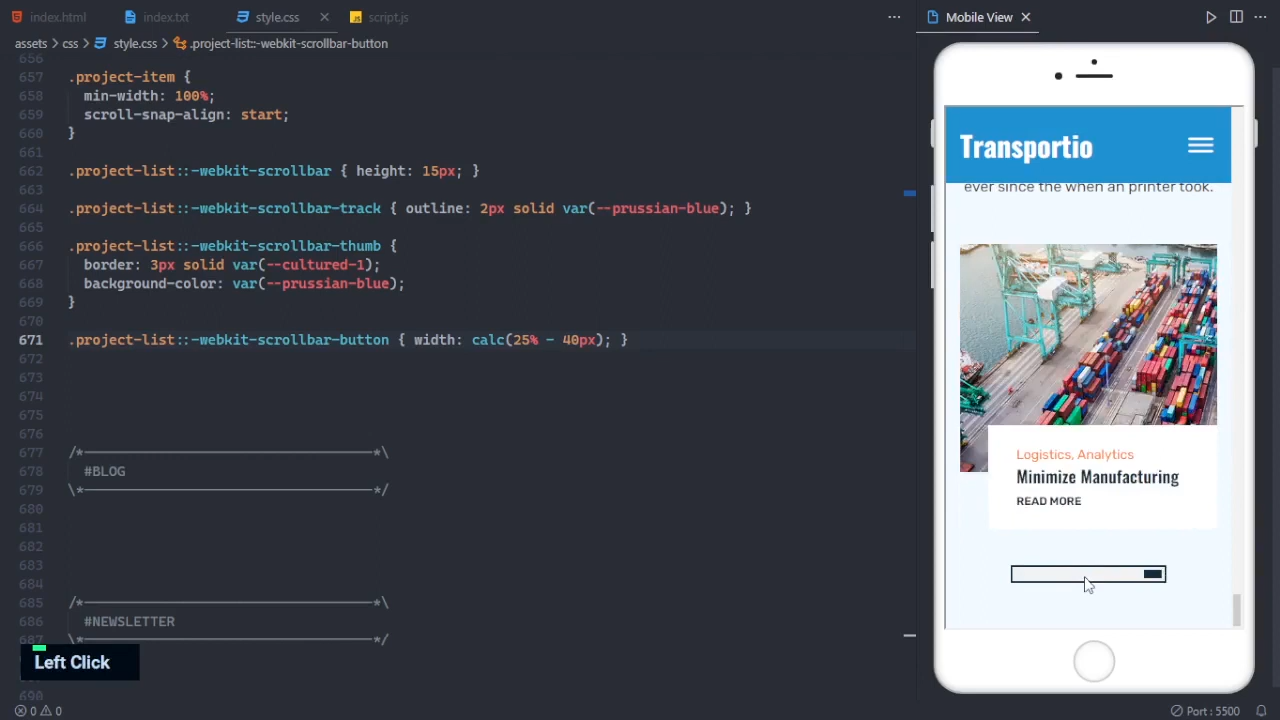 index.html
index.txt
style.css
script.js
Mobile View
assets > css > style.css > .project-list::-webkit-scrollbar-button
656
657 .project-item {
658 min-width: 100%;
659 scroll-snap-align: start;
660 }
661
662 .project-list::-webkit-scrollbar { height: 15px; }
663
664 .project-list::-webkit-scrollbar-track { outline: 2px solid var(--prussian-blue); }
665
666 .project-list::-webkit-scrollbar-thumb {
667 border: 3px solid var(--cultured-1);
668 background-color: var(--prussian-blue);
669 }
670
671 .project-list::-webkit-scrollbar-button { width: calc(25% - 40px); }
672
673
674
675
676
677 /*-----------------------------------*\
678 #BLOG
679 \*-----------------------------------*/
680
681
682
683
684
685 /*-----------------------------------*\
686 #NEWSLETTER
687 \*-----------------------------------*/
690
Left Click
0 0
Transportio
ever since the when an printer took.
Logistics, Analytics
Minimize Manufacturing
READ MORE
Port : 5500